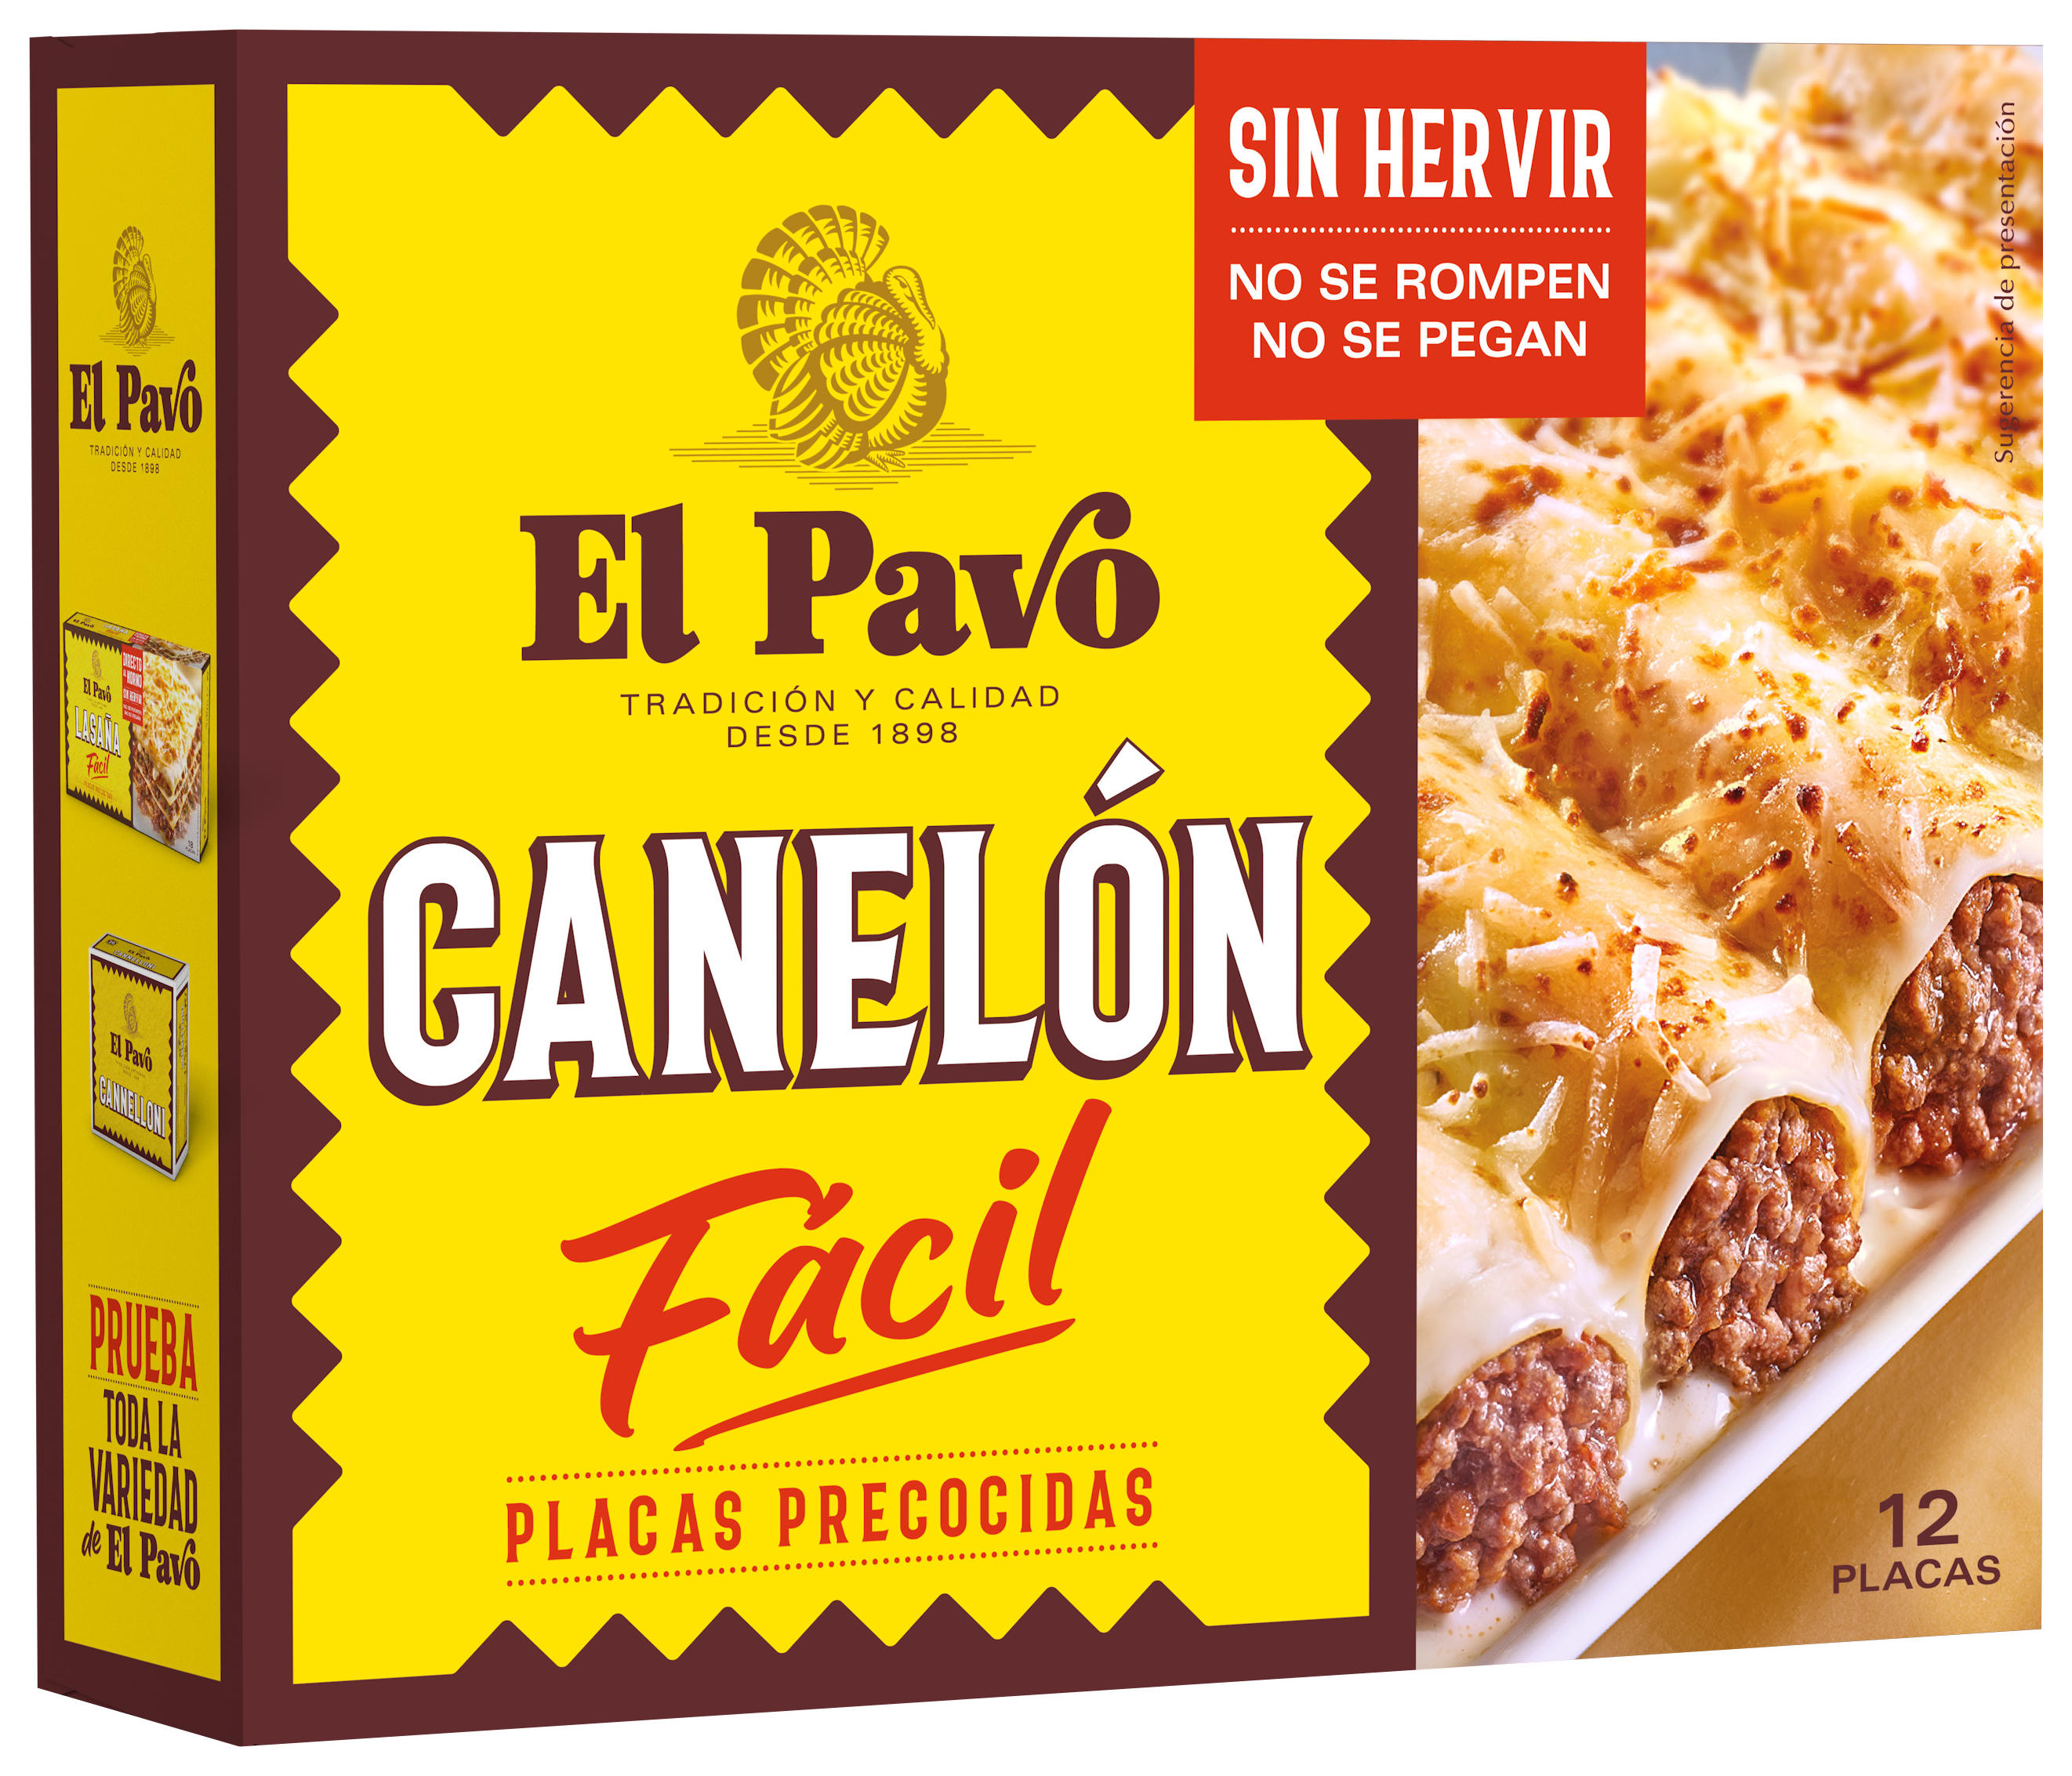 El Pavo
TRADICIÓN Y CALIDAD
DESDE 1898
El Pavo
LASAÑA
Fácil
El Pavo
CANNELLONI
PRUEBA
TODA LA
VARIEDAD
de El Pavo
El Pavo
TRADICIÓN Y CALIDAD
DESDE 1898
CANELÓN
Fácil
PLACAS PRECOCIDAS
SIN HERVIR
NO SE ROMPEN
NO SE PEGAN
Sugerencia de presentación
12
PLACAS